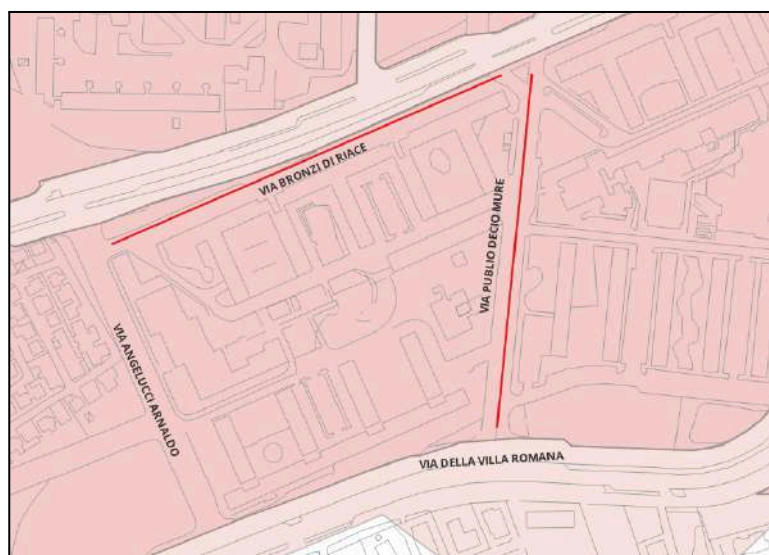 VIA BRONZI DI RIACE
VIA PUBLIO DECIO MURE
VIA ANGELUCCI ARNALDO
VIA DELLA VILLA ROMANA